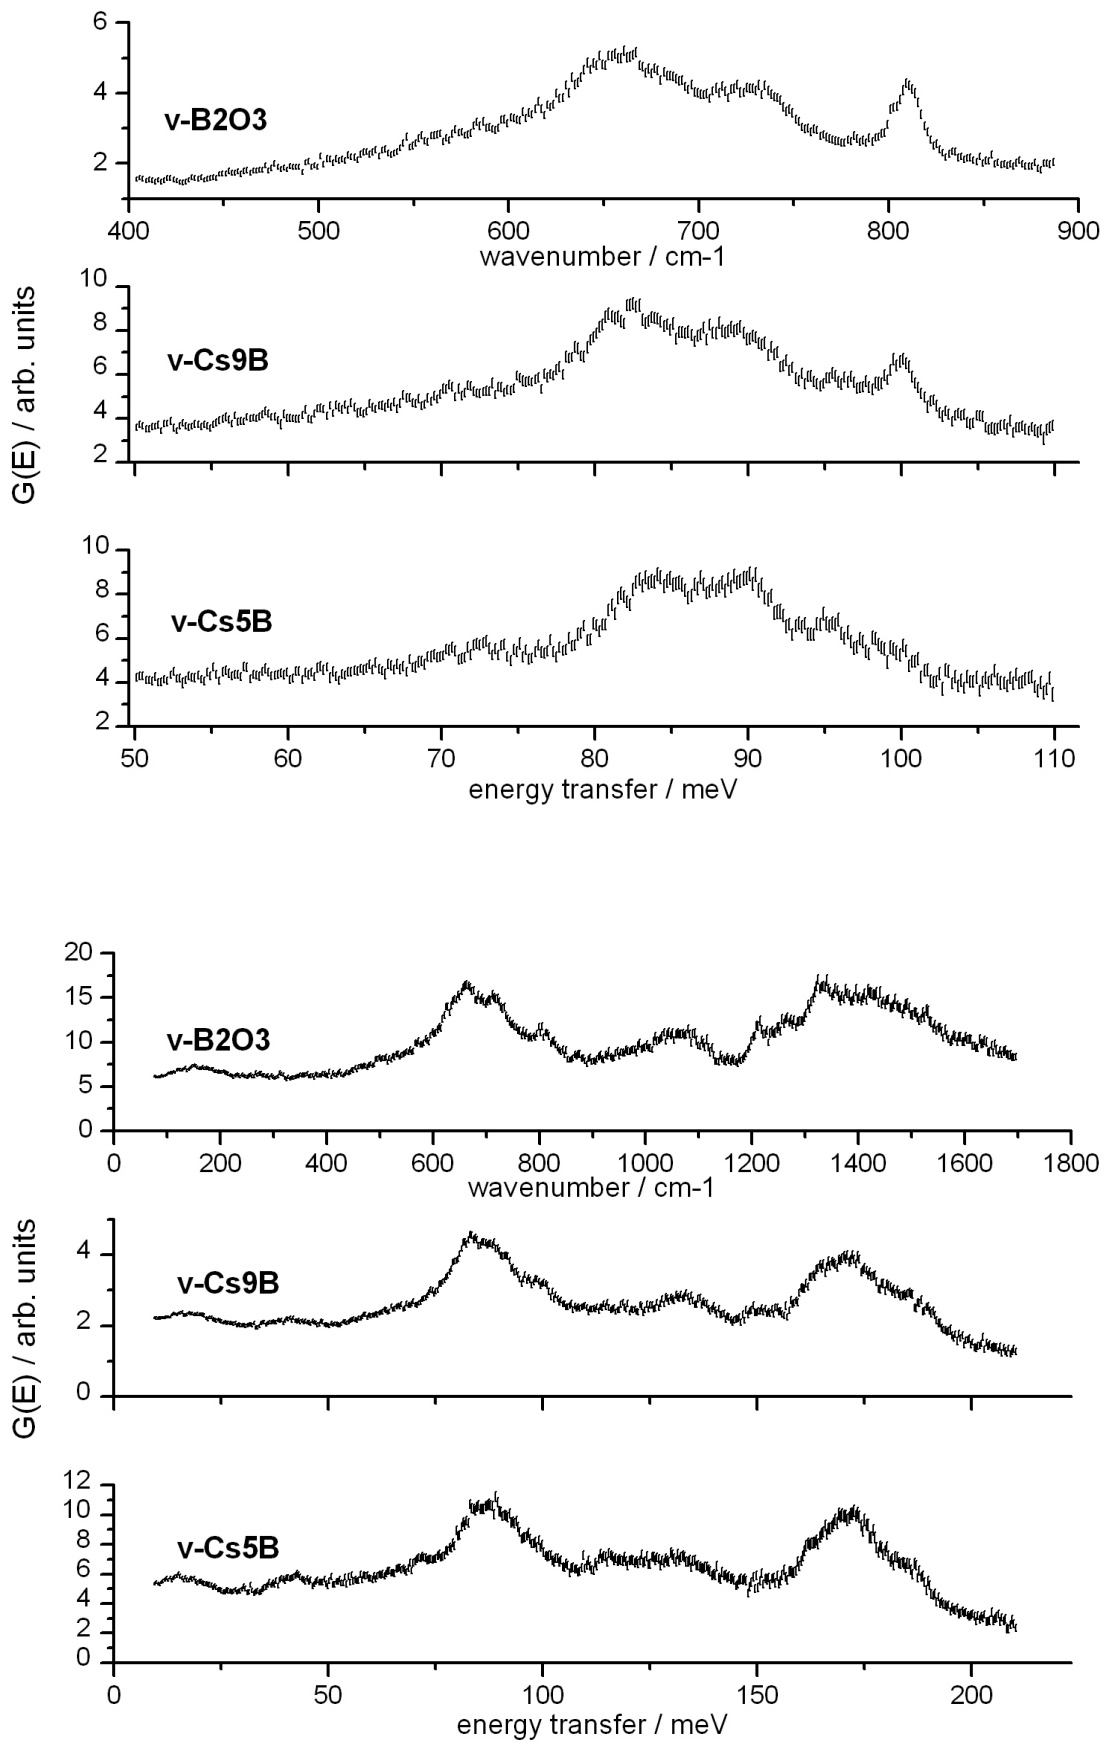 6
4
2
v-B2O3
400 500 600 700 800 900
wavenumber / cm-1
10
8
6
4
2
v-Cs9B
G(E) / arb. units
10
8
6
4
2
v-Cs5B
50 60 70 80 90 100 110
energy transfer / meV
20
15
10
5
0
v-B2O3
0 200 400 600 800 1000 1200 1400 1600 1800
wavenumber / cm-1
4
2
0
v-Cs9B
G(E) / arb. units
12
10
8
6
4
2
0
v-Cs5B
0 50 100 150 200
energy transfer / meV